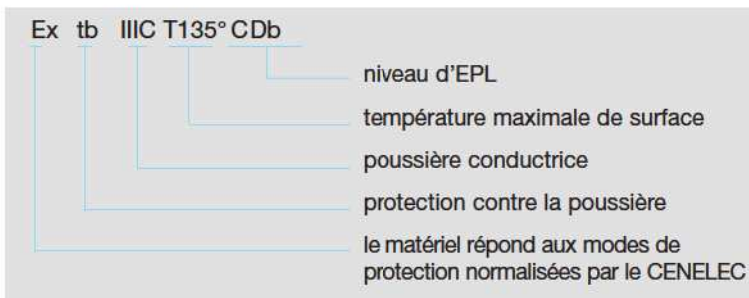 Ex tb IIIC T135° CDb
niveau d'EPL
température maximale de surface
poussière conductrice
protection contre la poussière
le matériel répond aux modes de
protection normalisées par le CENELEC